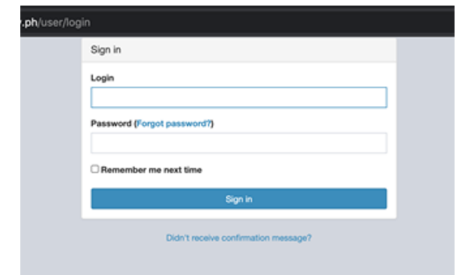 .ph/user/login
Sign in
Login
Password (Forgot password?)
Remember me next time
Sign in
Didn't receive confirmation message?